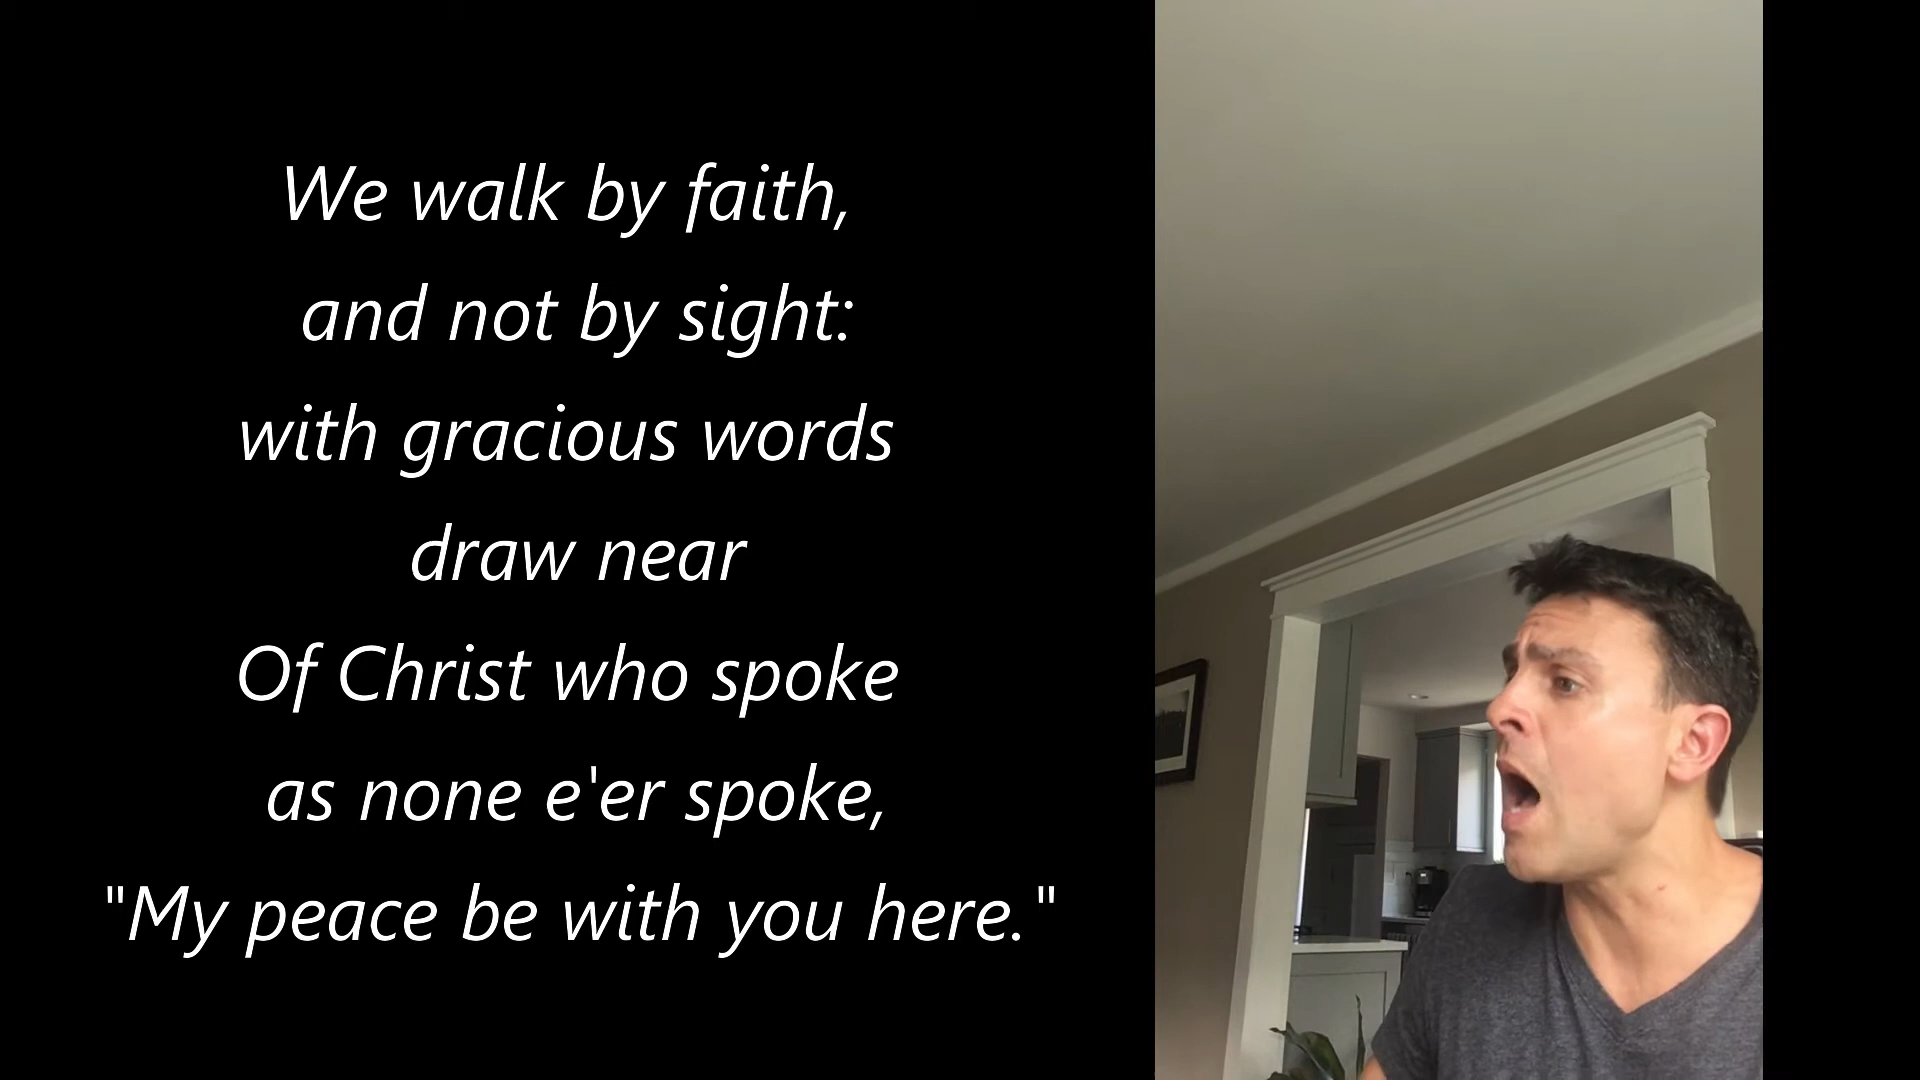 We walk by faith,
and not by sight:
with gracious words
draw near
Of Christ who spoke
as none e'er spoke,
"My peace be with you here."